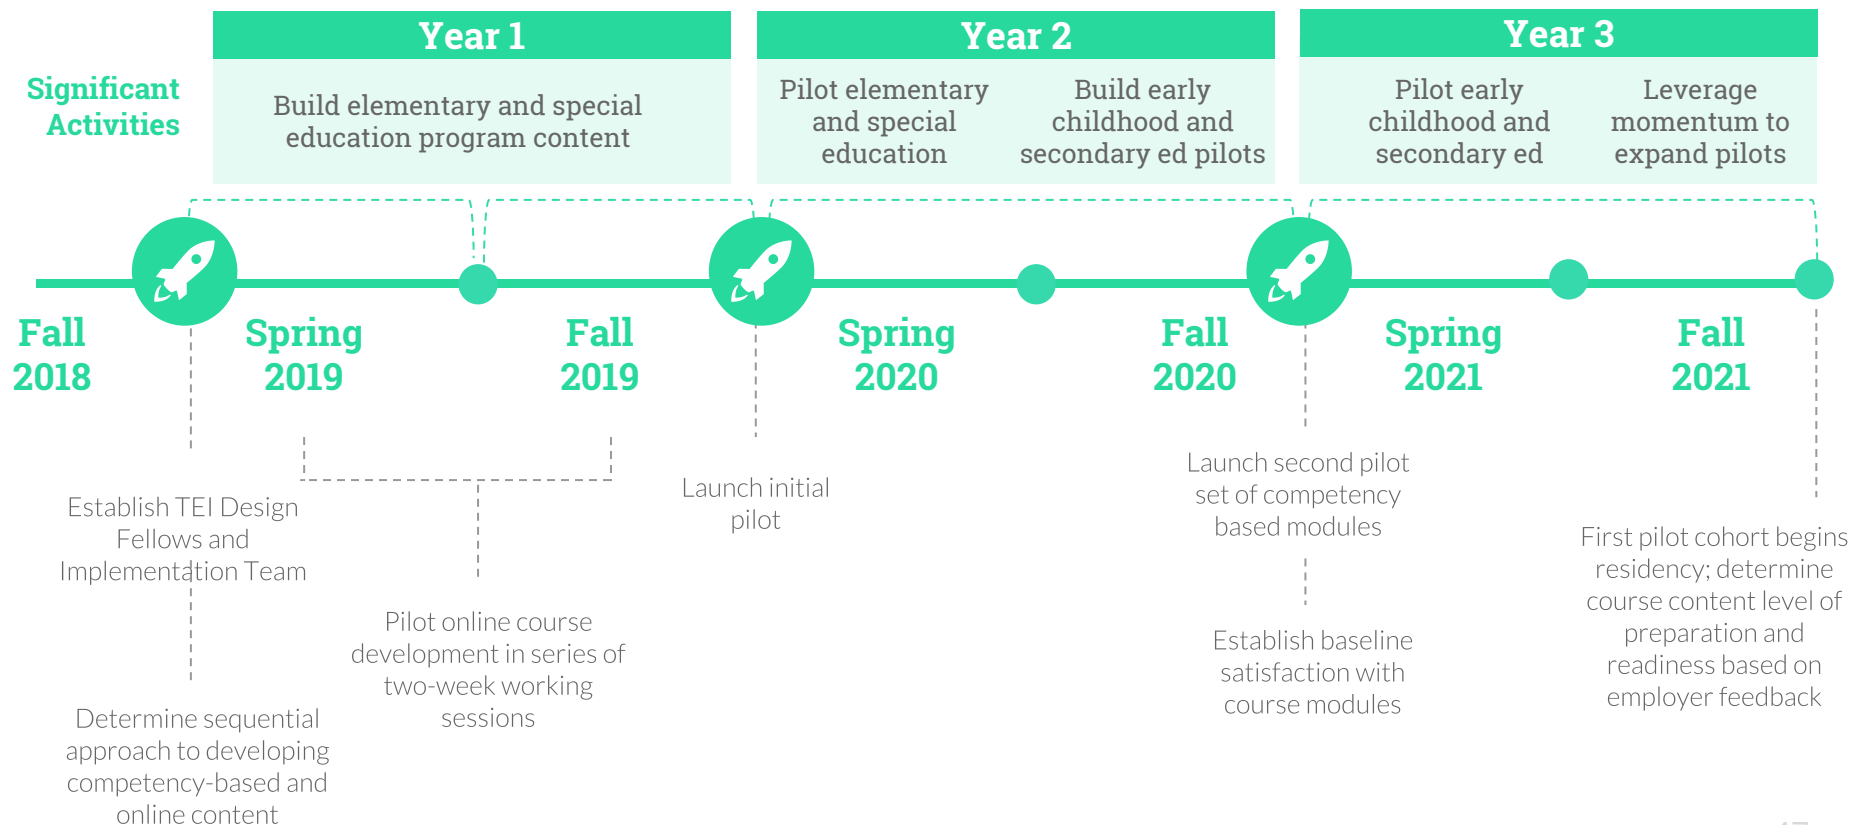 Year 1
Year 2
Year 3
Significant
Activities
Build elementary and special
education program content
Pilot elementary
and special
education
Build early
childhood and
secondary ed pilots
Pilot early
childhood and
secondary ed
Leverage
momentum to
expand pilots
Fall
2018
Spring
2019
Fall
2019
Spring
2020
Fall
2020
Spring
2021
Fall
2021
Establish TEI Design
Fellows and
Implementation Team
Determine sequential
approach to developing
competency-based and
online content
Pilot online course
development in series of
two-week working
sessions
Launch initial
pilot
Launch second pilot
set of competency
based modules
Establish baseline
satisfaction with
course modules
First pilot cohort begins
residency; determine
course content level of
preparation and
readiness based on
employer feedback